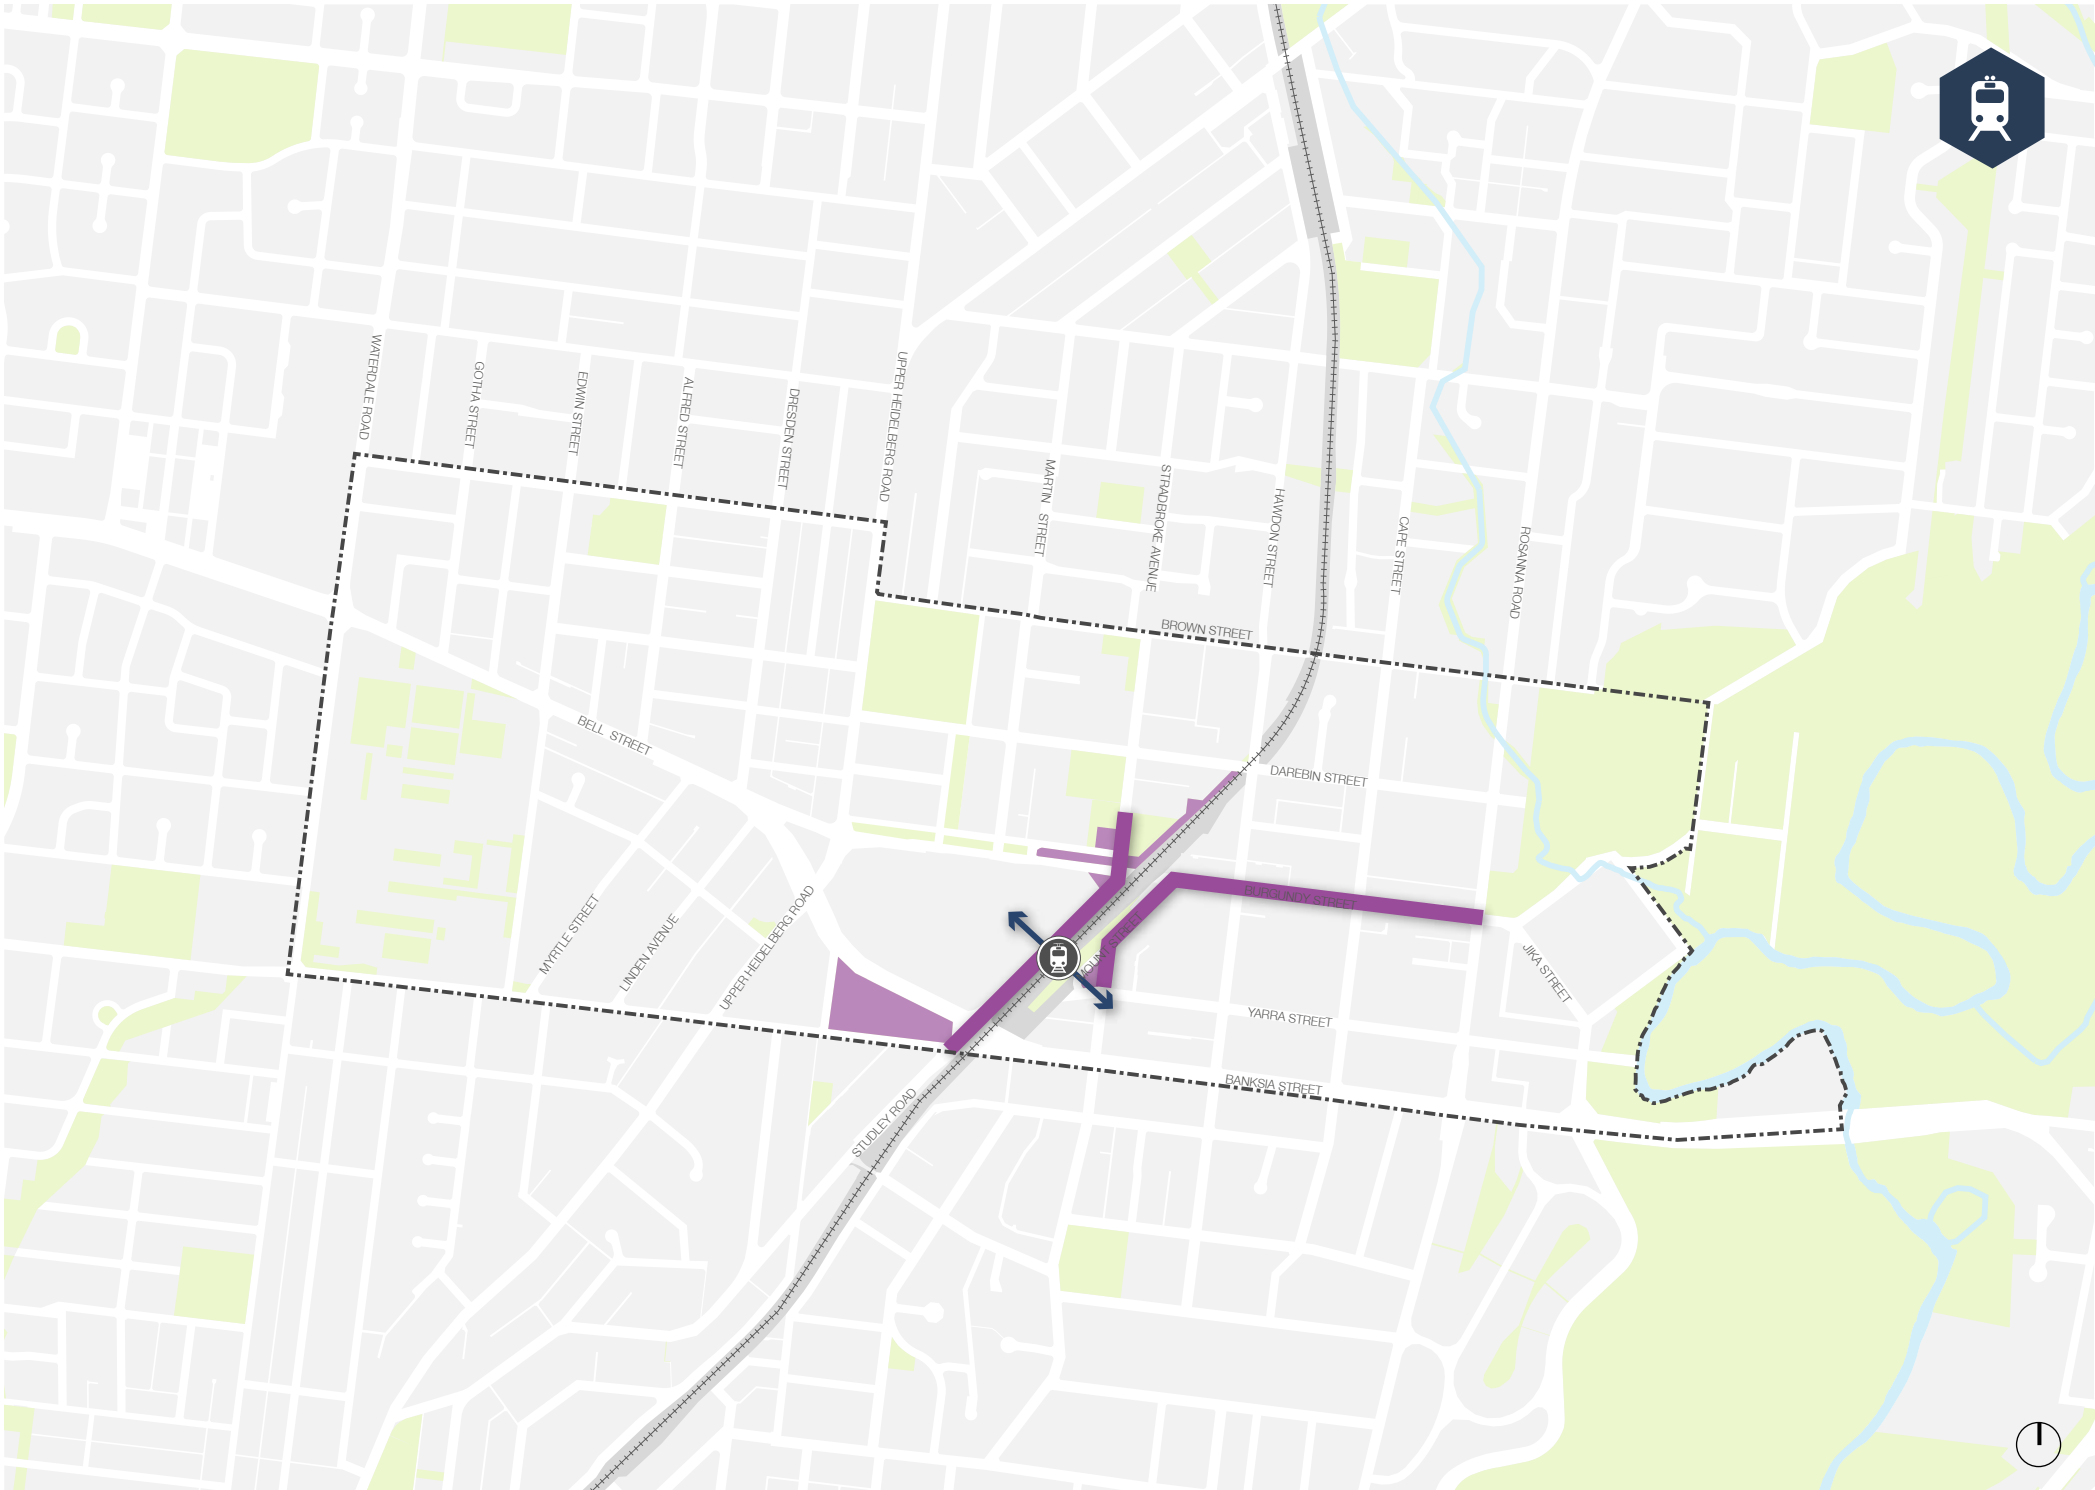 WATERDALE ROAD
GOTHA STREET
EDWIN STREET
ALFRED STREET
DRESDEN STREET
UPPER HEIDELBERG ROAD
MARTIN STREET
STRADBROKE AVENUE
HAWDON STREET
CAPE STREET
ROSANNA ROAD
BROWN STREET
BELL STREET
DAREBIN STREET
BURGUNDY STREET
MYRTLE STREET
LINDEN AVENUE
UPPER HEIDELBERG ROAD
MOUNT STREET
JIKA STREET
YARRA STREET
BANKSIA STREET
STUDLEY ROAD